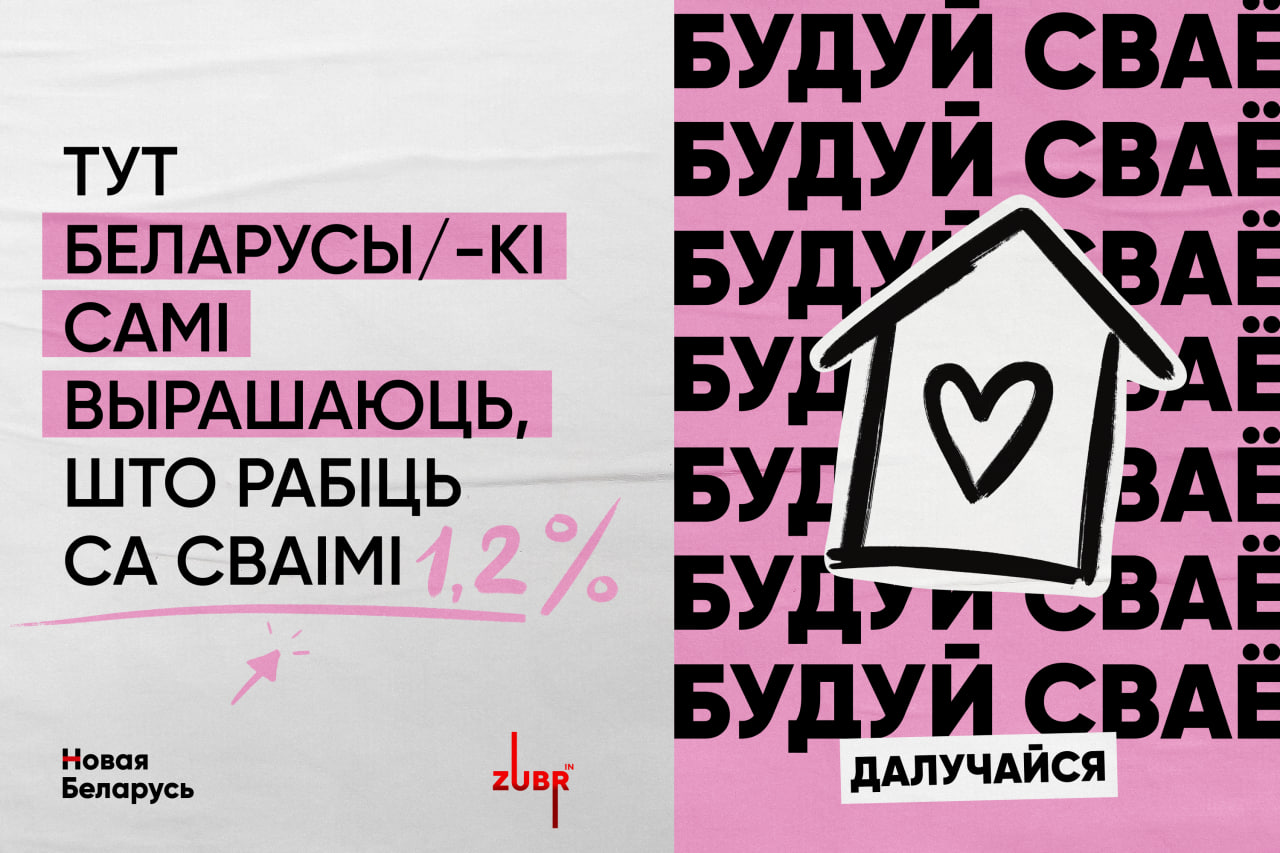 ТУТ
БЕЛАРУСЫ/-КІ
САМІ
ВЫРАШАЮЦЬ,
ШТО РАБІЦЬ
СА СВАІМІ 1,2%
Новая
Беларусь
ZUBR IN
БУДУЙ СВАЁ
БУДУЙ СВАЁ
БУДУЙ СВАЁ
БУДУЙ СВАЁ
БУДУЙ СВАЁ
БУДУЙ СВАЁ
БУДУЙ СВАЁ
ДАЛУЧАЙСЯ